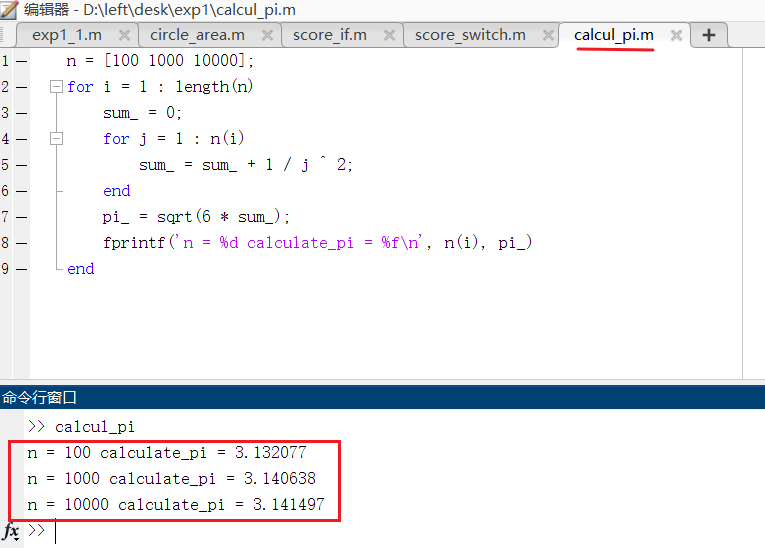 编辑器 - D:\left\desk\exp1\calcul_pi.m
exp1_1.m × circle_area.m × score_if.m × score_switch.m × calcul_pi.m × +
1 — n = [100 1000 10000];
2 — for i = 1 : length(n)
3 — sum_ = 0;
4 — for j = 1 : n(i)
5 — sum_ = sum_ + 1 / j ^ 2;
6 — end
7 — pi_ = sqrt(6 * sum_);
8 — fprintf('n = %d calculate_pi = %f\n', n(i), pi_)
9 — end
命令行窗口
>> calcul_pi
n = 100 calculate_pi = 3.132077
n = 1000 calculate_pi = 3.140638
n = 10000 calculate_pi = 3.141497
fx >>